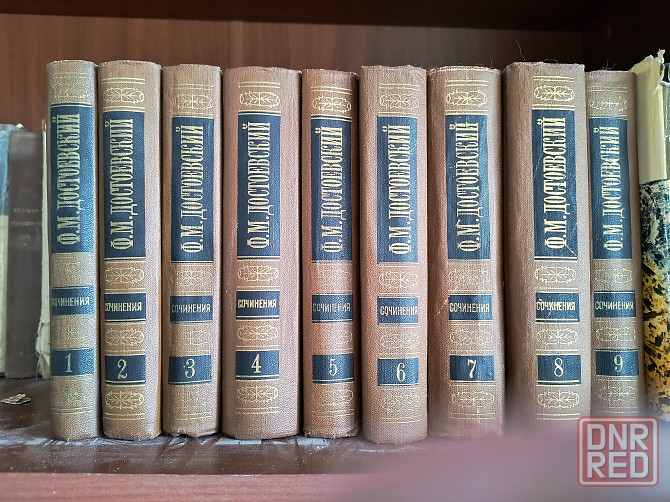 Ф.М. ДОСТОЕВСКИЙ
СОЧИНЕНИЯ
1
Ф.М. ДОСТОЕВСКИЙ
СОЧИНЕНИЯ
2
Ф.М. ДОСТОЕВСКИЙ
СОЧИНЕНИЯ
3
Ф.М. ДОСТОЕВСКИЙ
СОЧИНЕНИЯ
4
Ф.М. ДОСТОЕВСКИЙ
СОЧИНЕНИЯ
5
Ф.М. ДОСТОЕВСКИЙ
СОЧИНЕНИЯ
6
Ф.М. ДОСТОЕВСКИЙ
СОЧИНЕНИЯ
7
Ф.М. ДОСТОЕВСКИЙ
СОЧИНЕНИЯ
8
Ф.М. ДОСТОЕВСКИЙ
СОЧИНЕНИЯ
9
DNR
RED